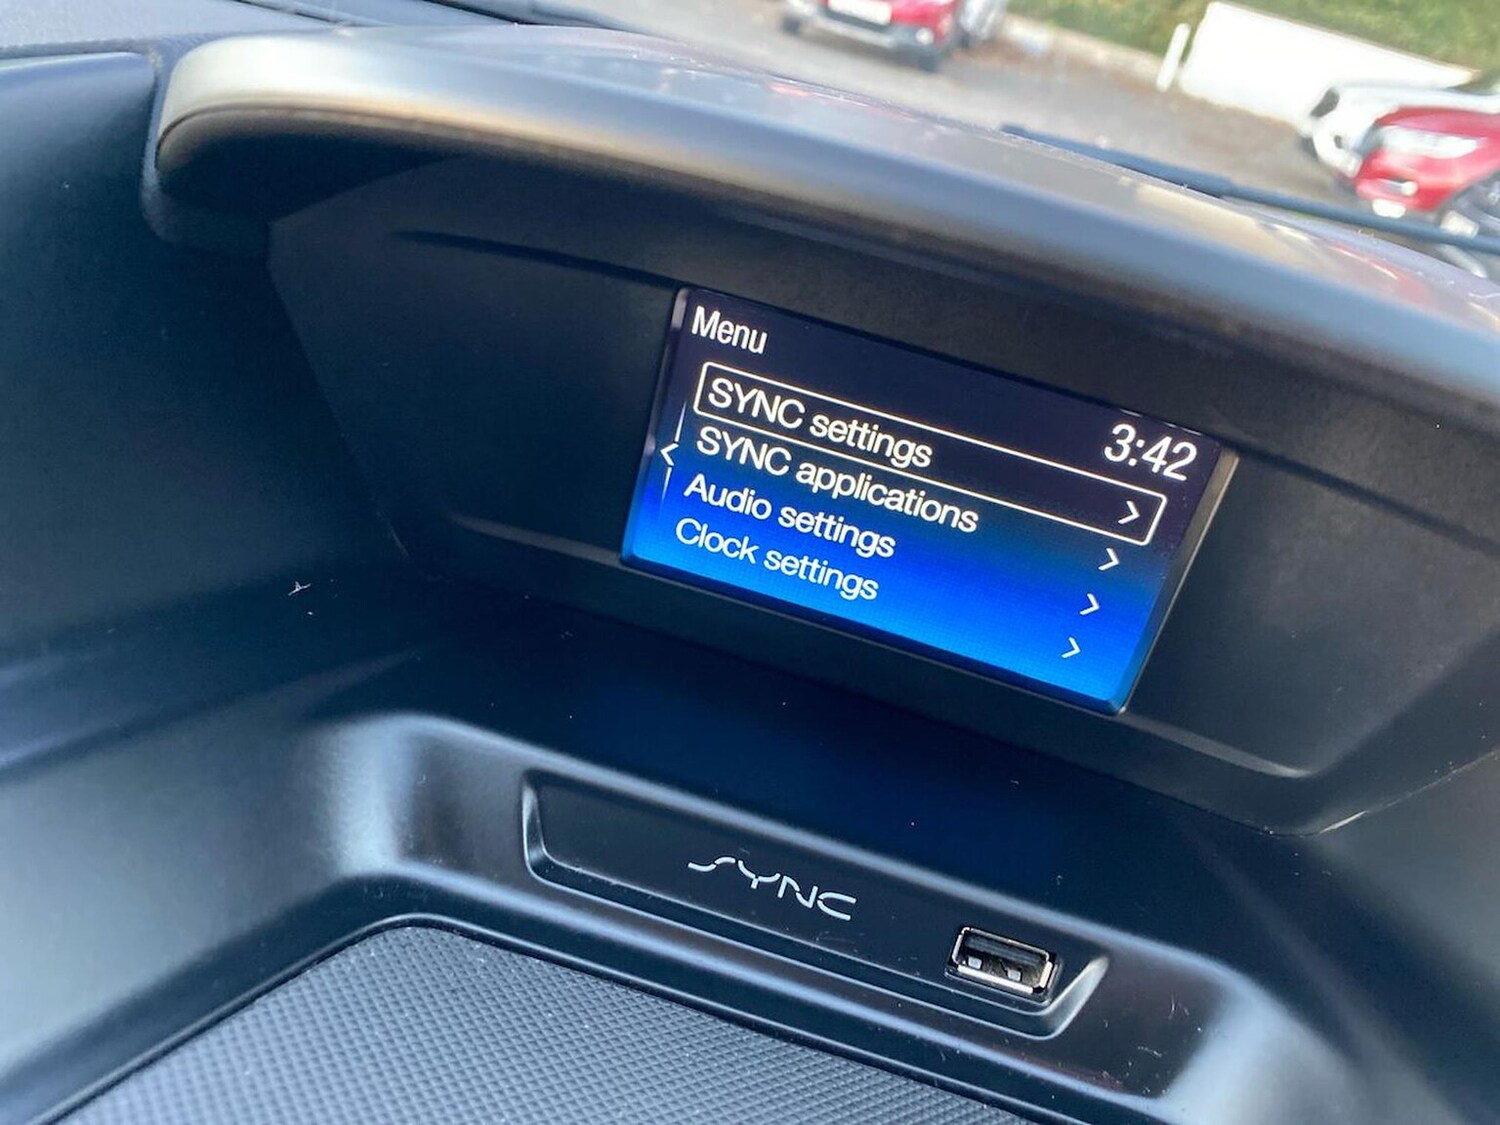 Menu
3:42
SYNC settings
SYNC applications
Audio settings
Clock settings
SYNC